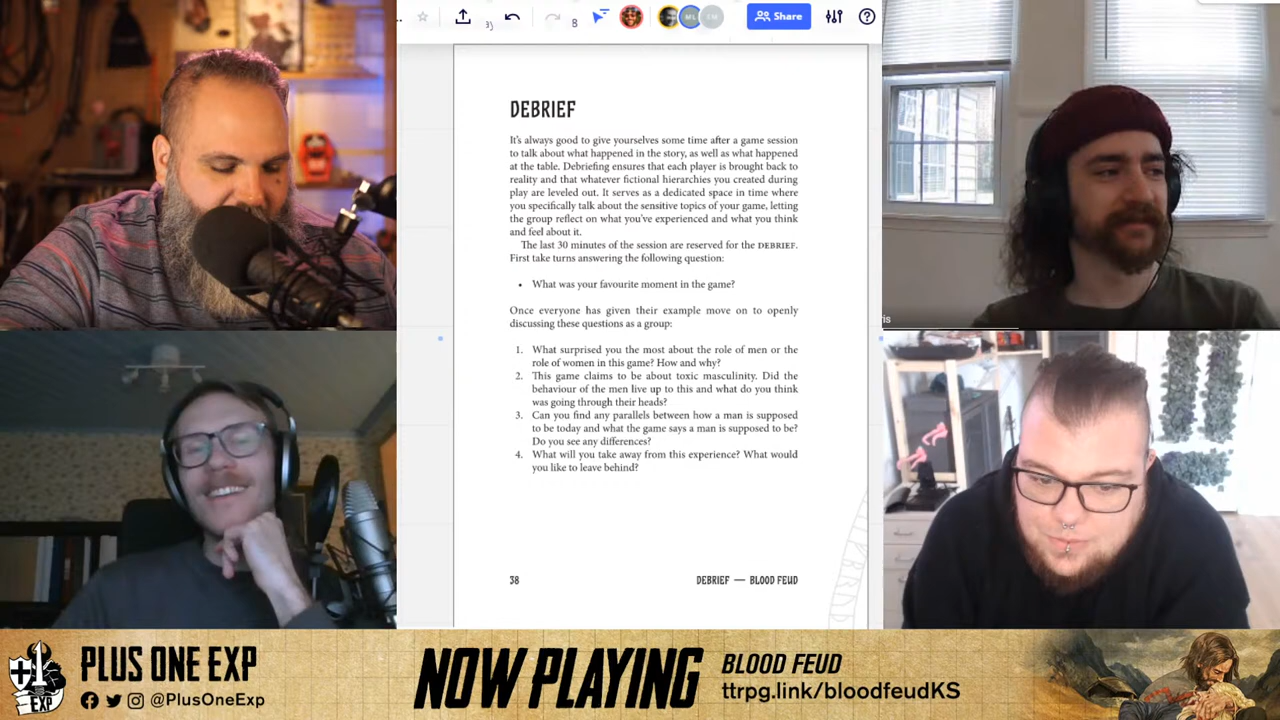 Share
ML
EN
8
DEBRIEF
It's always good to give yourselves some time after a game session
to talk about what happened in the story, as well as what happened
at the table. Debriefing ensures that each player is brought back to
reality and that whatever fictional hierarchies you created during
play are leveled out. It serves as a dedicated space in time where
you specifically talk about the sensitive topics of your game, letting
the group reflect on what you've experienced and what you think
and feel about it.
The last 30 minutes of the session are reserved for the DEBRIEF.
First take turns answering the following question:
• What was your favourite moment in the game?
Once everyone has given their example move on to openly
discussing these questions as a group:
1. What surprised you the most about the role of men or the
role of women in this game? How and why?
2. This game claims to be about toxic masculinity. Did the
behaviour of the men live up to this and what do you think
was going through their heads?
3. Can you find any parallels between how a man is supposed
to be today and what the game says a man is supposed to be?
Do you see any differences?
4. What will you take away from this experience? What would
you like to leave behind?
38
DEBRIEF — BLOOD FEUD
ris
+1
EXP
PLUS ONE EXP
@PlusOneExp
NOW PLAYING
BLOOD FEUD
ttrpg.link/bloodfeudKS